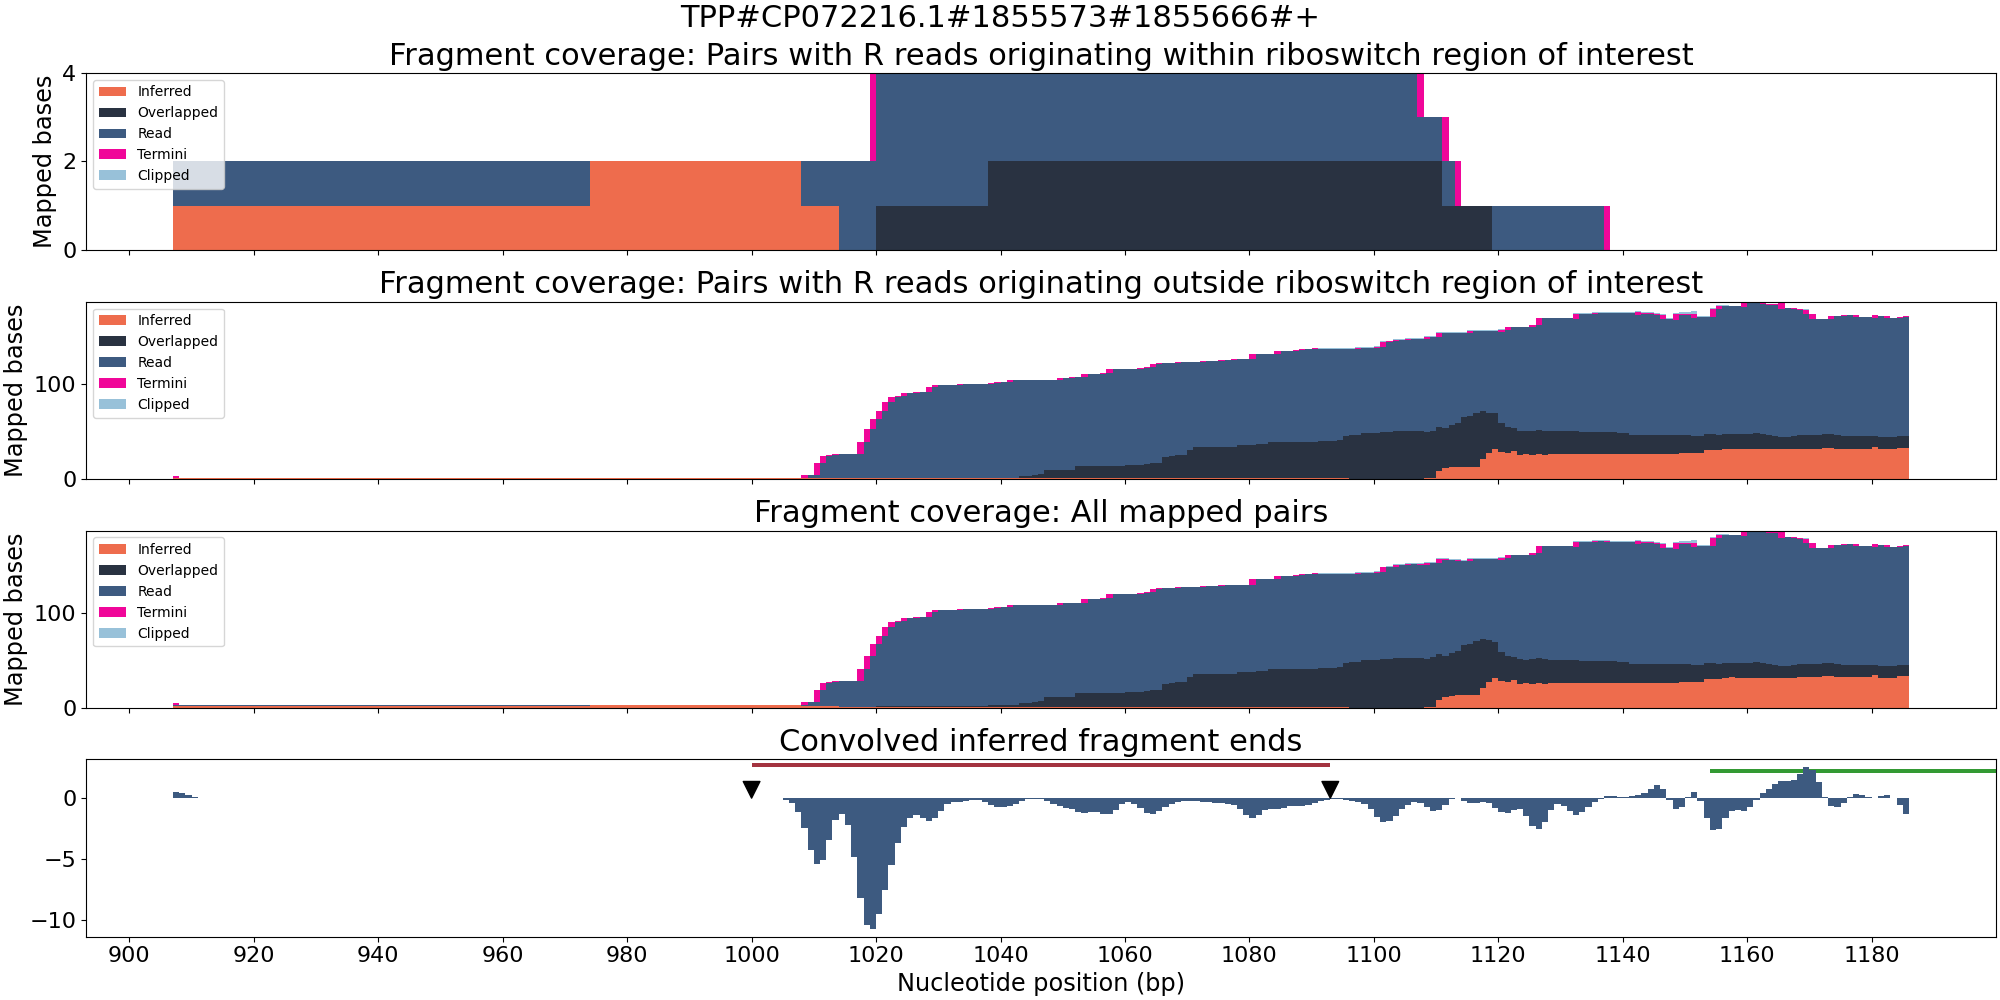 TPP#CP072216.1#1855573#1855666#+
Fragment coverage: Pairs with R reads originating within riboswitch region of interest
Mapped bases
4
2
0
Inferred
Overlapped
Read
Termini
Clipped
Fragment coverage: Pairs with R reads originating outside riboswitch region of interest
Mapped bases
100
0
Inferred
Overlapped
Read
Termini
Clipped
Fragment coverage: All mapped pairs
Mapped bases
100
0
Inferred
Overlapped
Read
Termini
Clipped
Convolved inferred fragment ends
0
−5
−10
900 920 940 960 980 1000 1020 1040 1060 1080 1100 1120 1140 1160 1180
Nucleotide position (bp)